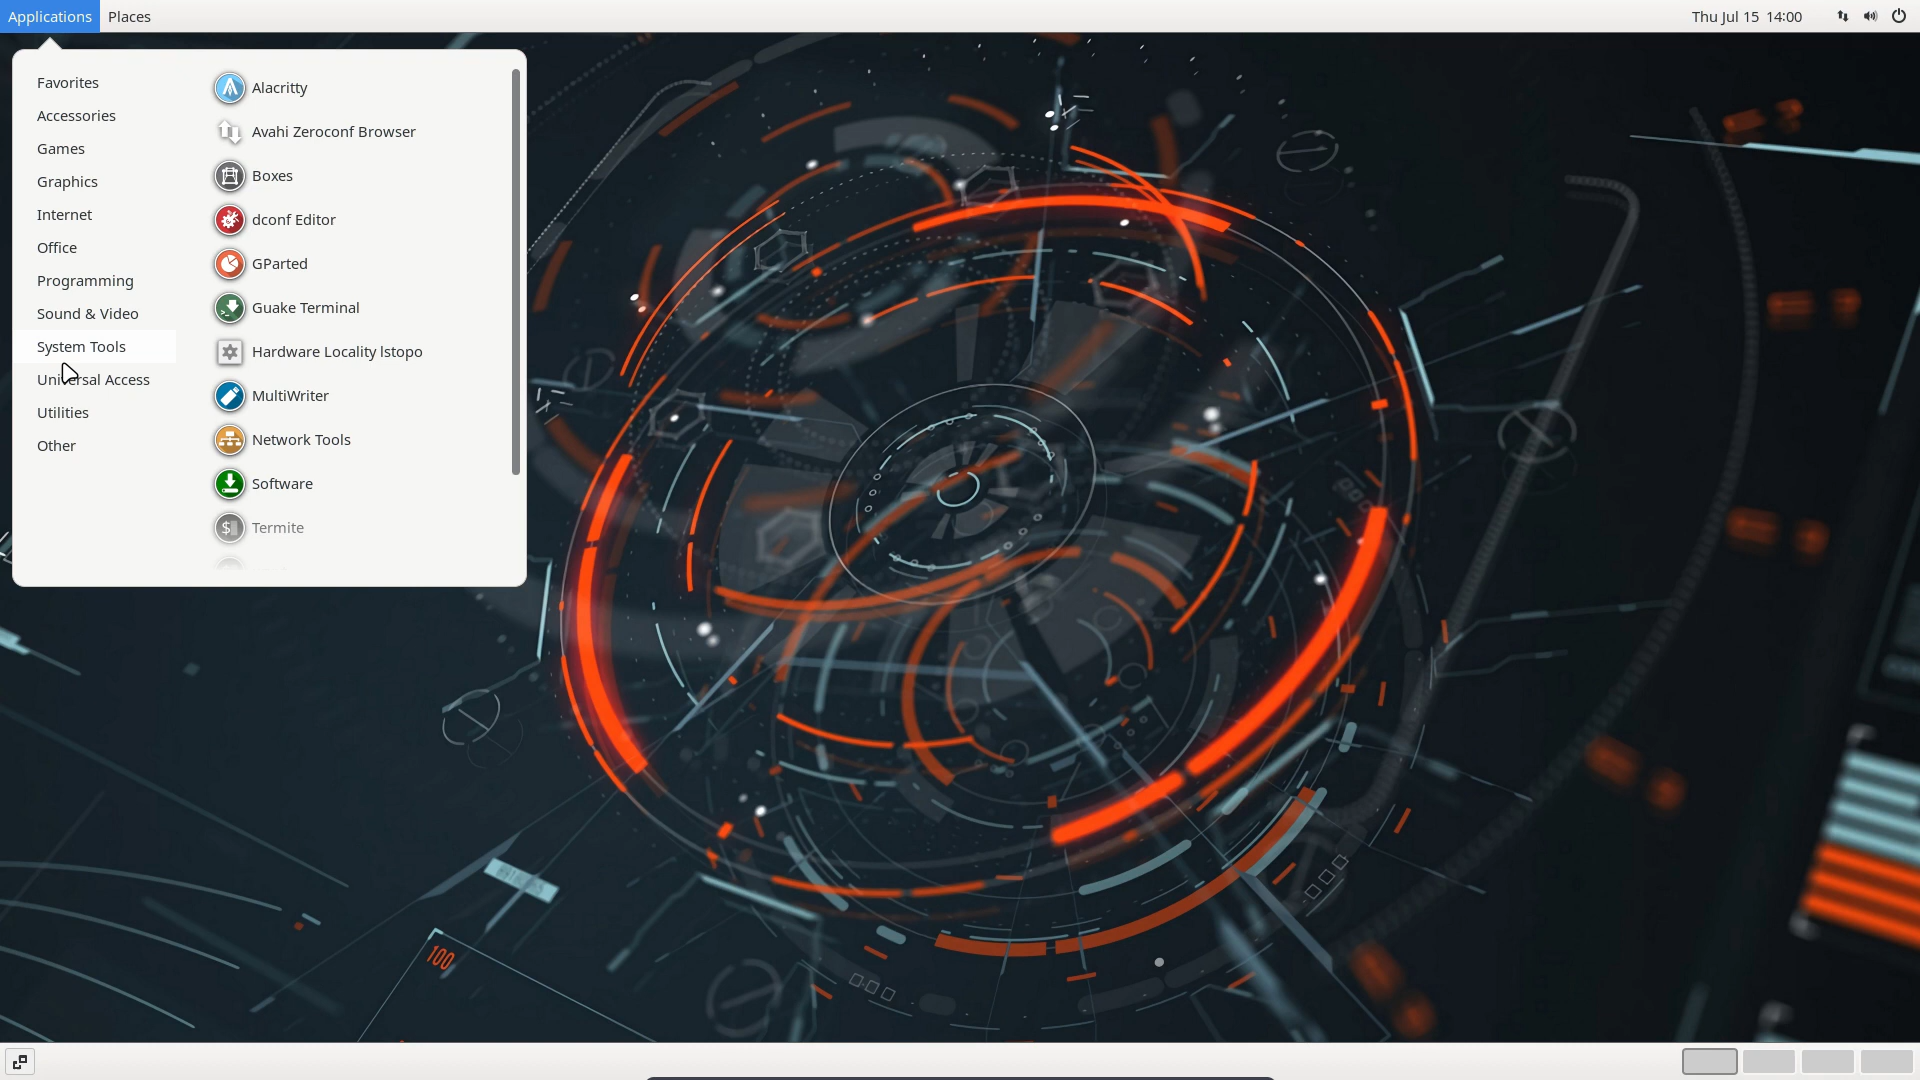 Applications Places Thu Jul 15 14:00
Favorites
Accessories
Games
Graphics
Internet
Office
Programming
Sound & Video
System Tools
Universal Access
Utilities
Other
Alacritty
Avahi Zeroconf Browser
Boxes
dconf Editor
GParted
Guake Terminal
Hardware Locality lstopo
MultiWriter
Network Tools
Software
Termite
100